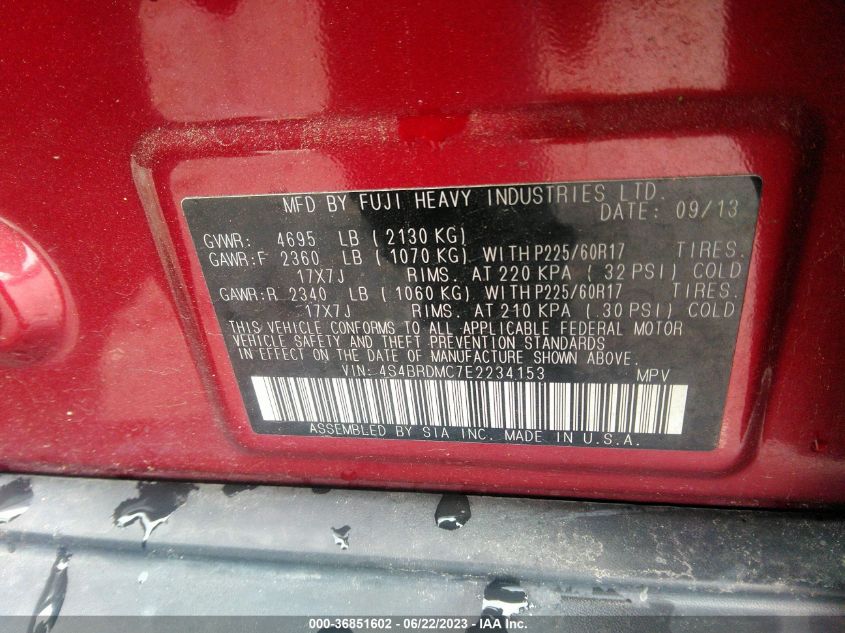 MFD BY FUJI HEAVY INDUSTRIES LTD.
DATE: 09/13
GVWR: 4695 LB ( 2130 KG)
GAWR:F 2360 LB ( 1070 KG) WITH P225/60R17 TIRES.
17X7J RIMS. AT 220 KPA ( 32 PSI) COLD
GAWR:R 2340 LB ( 1060 KG) WITH P225/60R17 TIRES.
17X7J RIMS. AT 210 KPA ( 30 PSI) COLD
THIS VEHICLE CONFORMS TO ALL APPLICABLE FEDERAL MOTOR
VEHICLE SAFETY AND THEFT PREVENTION STANDARDS
IN EFFECT ON THE DATE OF MANUFACTURE SHOWN ABOVE.
VIN: 4S4BRDMC7E2234153 MPV
ASSEMBLED BY SIA INC. MADE IN U.S.A.
000-36851602 - 06/22/2023 - IAA Inc.